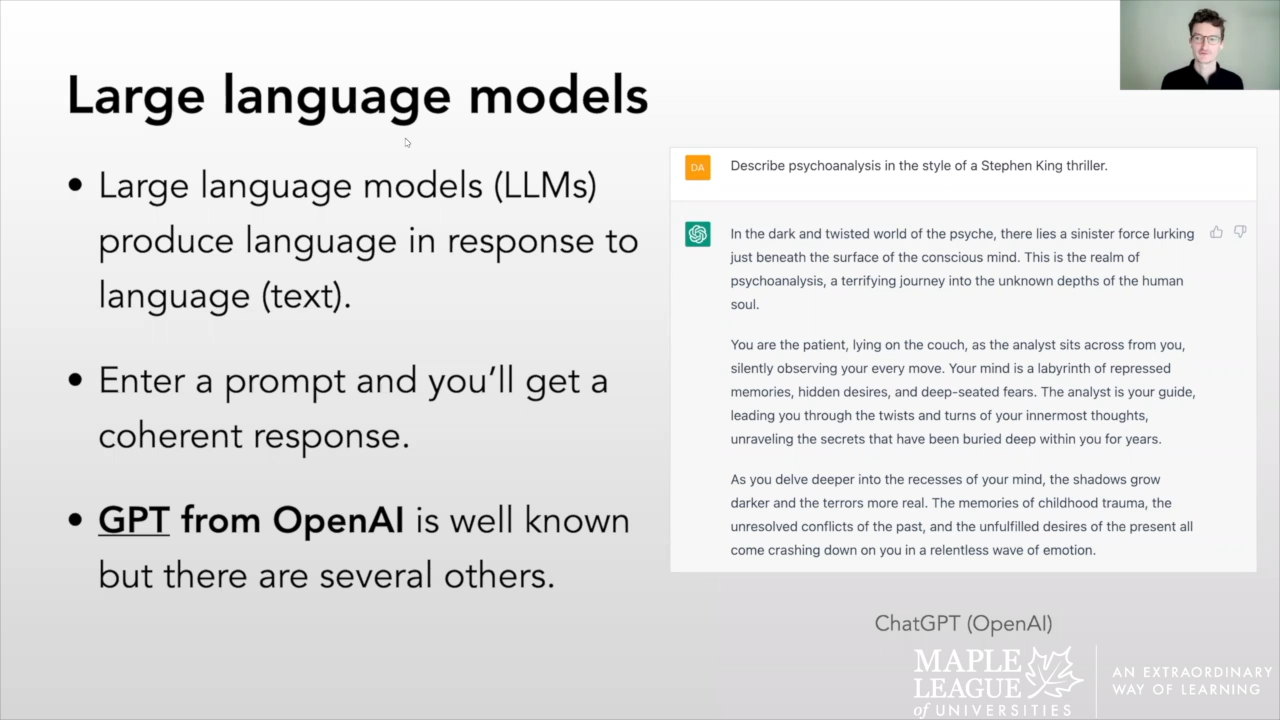 Large language models
• Large language models (LLMs)
produce language in response to
language (text).
• Enter a prompt and you’ll get a
coherent response.
• GPT from OpenAI is well known
but there are several others.
DA
Describe psychoanalysis in the style of a Stephen King thriller.
In the dark and twisted world of the psyche, there lies a sinister force lurking
just beneath the surface of the conscious mind. This is the realm of
psychoanalysis, a terrifying journey into the unknown depths of the human
soul.
You are the patient, lying on the couch, as the analyst sits across from you,
silently observing your every move. Your mind is a labyrinth of repressed
memories, hidden desires, and deep-seated fears. The analyst is your guide,
leading you through the twists and turns of your innermost thoughts,
unraveling the secrets that have been buried deep within you for years.
As you delve deeper into the recesses of your mind, the shadows grow
darker and the terrors more real. The memories of childhood trauma, the
unresolved conflicts of the past, and the unfulfilled desires of the present all
come crashing down on you in a relentless wave of emotion.
ChatGPT (OpenAI)
MAPLE
LEAGUE
of UNIVERSITIES
AN EXTRAORDINARY
WAY OF LEARNING